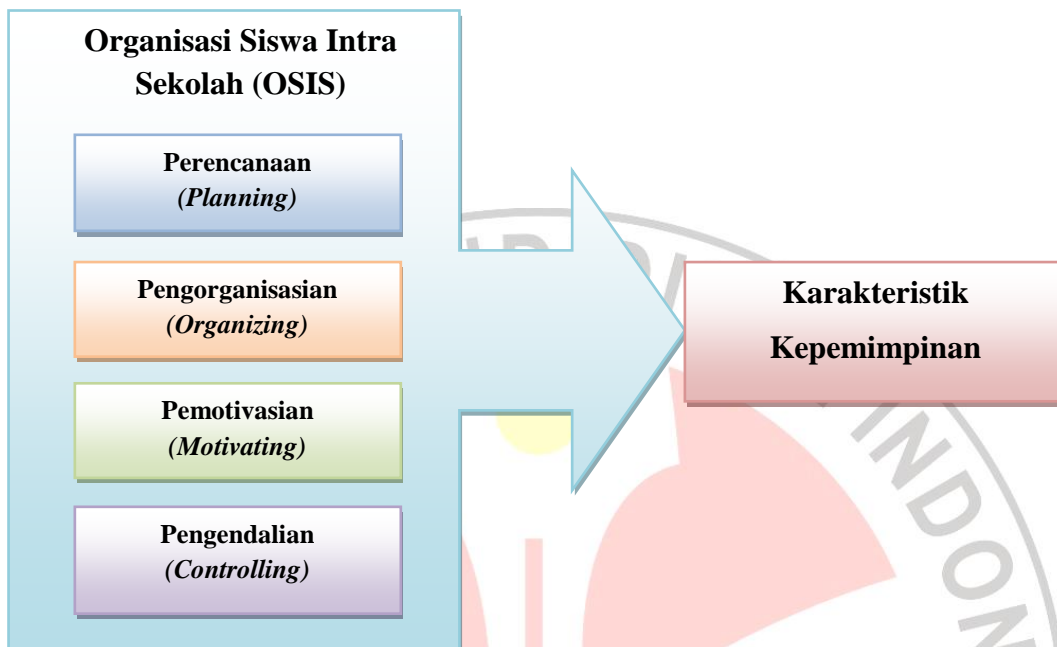 Organisasi Siswa Intra
Sekolah (OSIS)
Perencanaan
(Planning)
Pengorganisasian
(Organizing)
Pemotivasian
(Motivating)
Pengendalian
(Controlling)
Karakteristik
Kepemimpinan